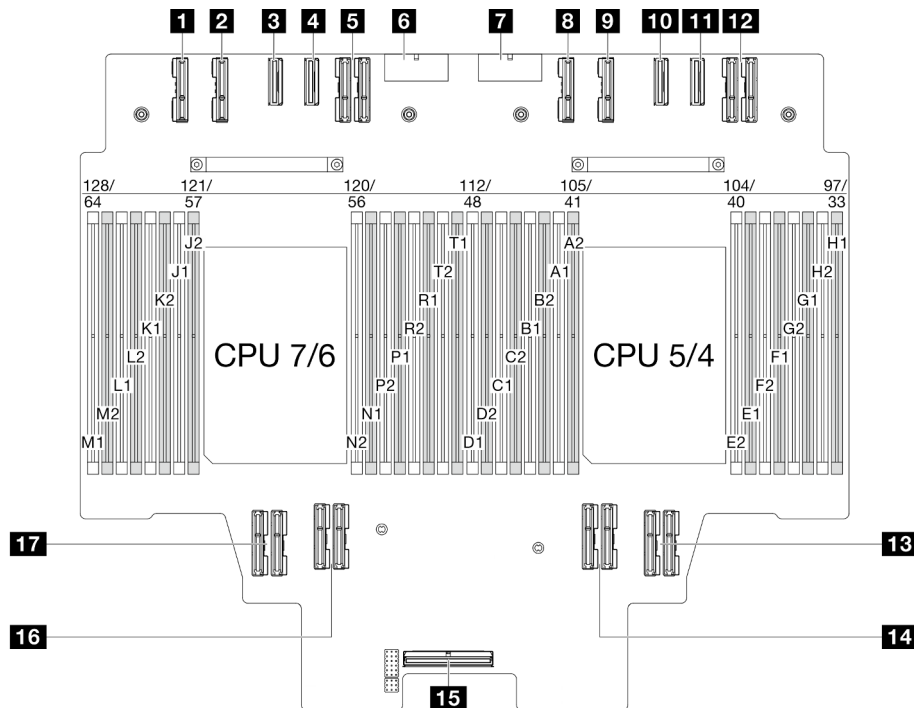 1 2 3 4 5 6 7 8 9 10 11 12
128/ 121/ 120/ 112/ 105/ 104/ 97/
64 57 56 48 41 40 33
J2 T1 A2 H1
J1 T2 A1 H2
K2 R1 B2 G1
K1 R2 B1 G2
L2 CPU 7/6 P1 C2 CPU 5/4 F1
L1 P2 C1 F2
M2 N1 D2 E1
M1 N2 D1 E2
17 13
16 14
15